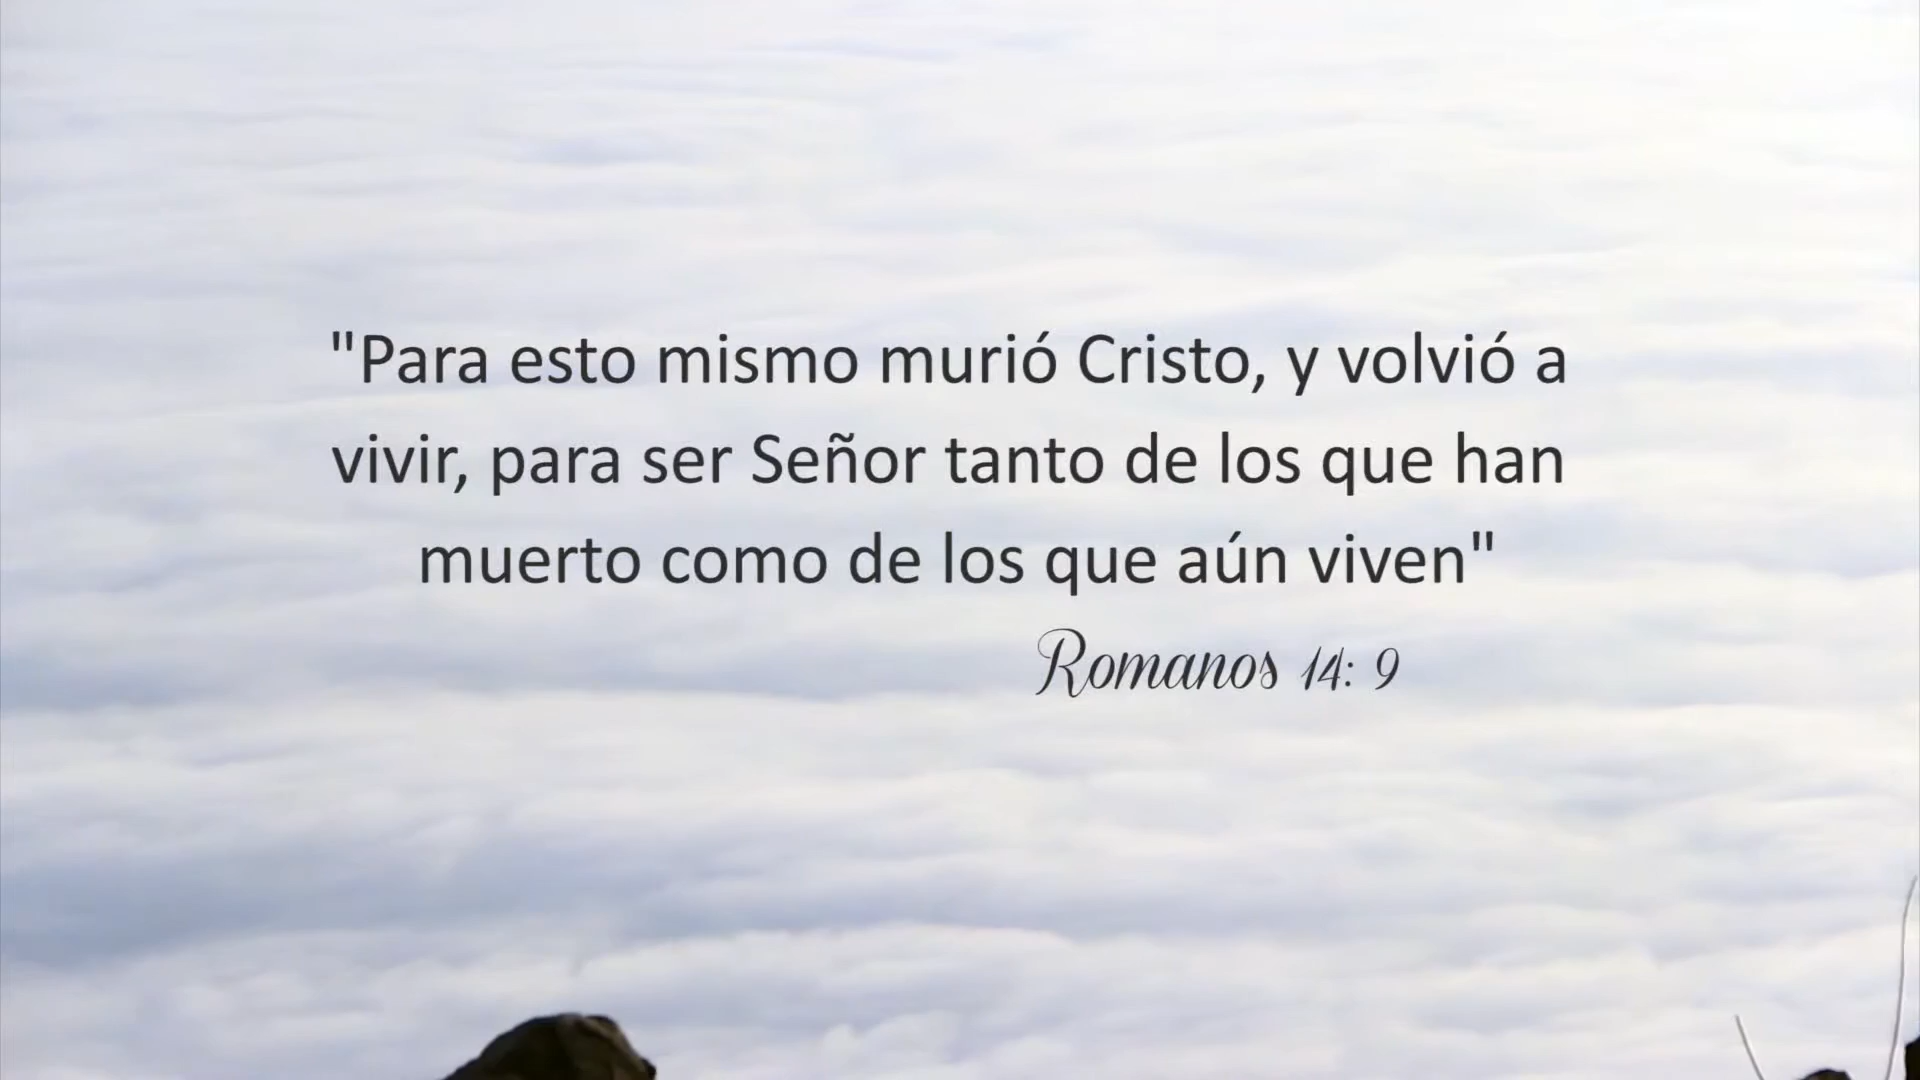 "Para esto mismo murió Cristo, y volvió a
vivir, para ser Señor tanto de los que han
muerto como de los que aún viven"
Romanos 14: 9